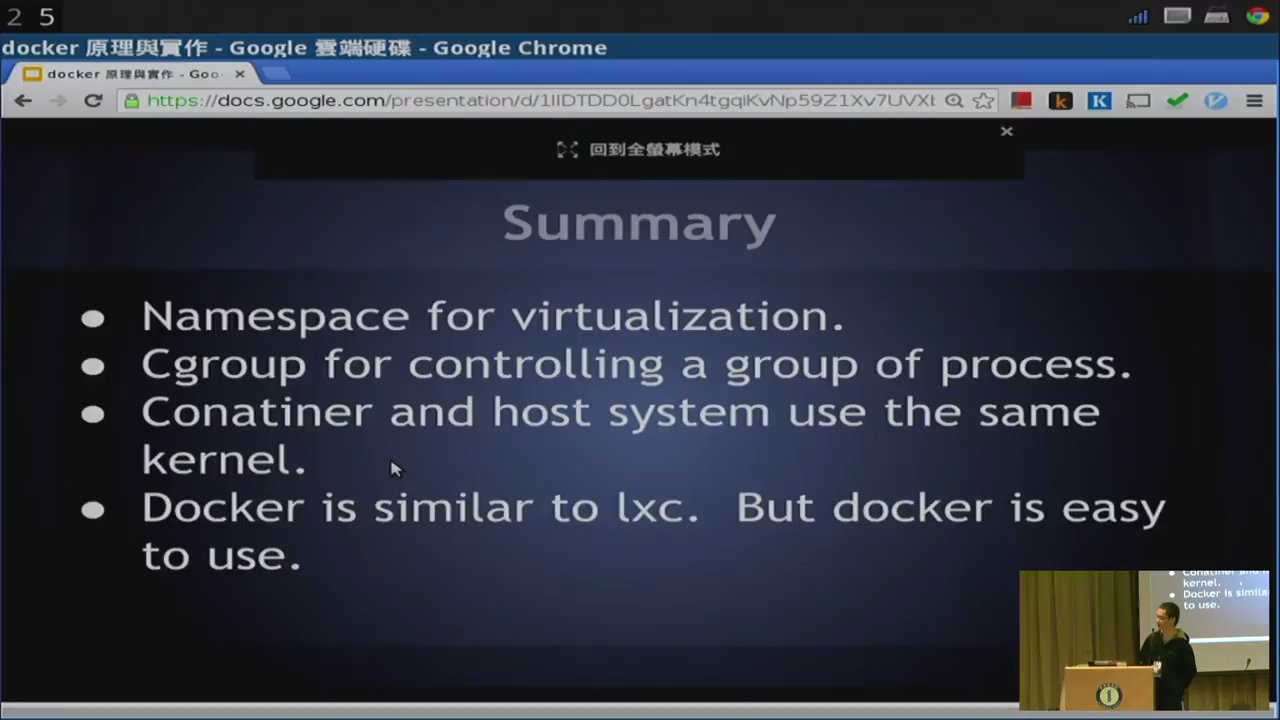 2 5
docker 原理與實作 - Google 雲端硬碟 - Google Chrome
docker 原理與實作 - Goo
https://docs.google.com/presentation/d/1IIDTDD0LgatKn4tgqiKvNp59Z1Xv7UVXI
回到全螢幕模式
Summary
● Namespace for virtualization.
● Cgroup for controlling a group of process.
● Conatiner and host system use the same
kernel.
● Docker is similar to lxc. But docker is easy
to use.
● Conatiner and
kernel.
● Docker is simila
to use.